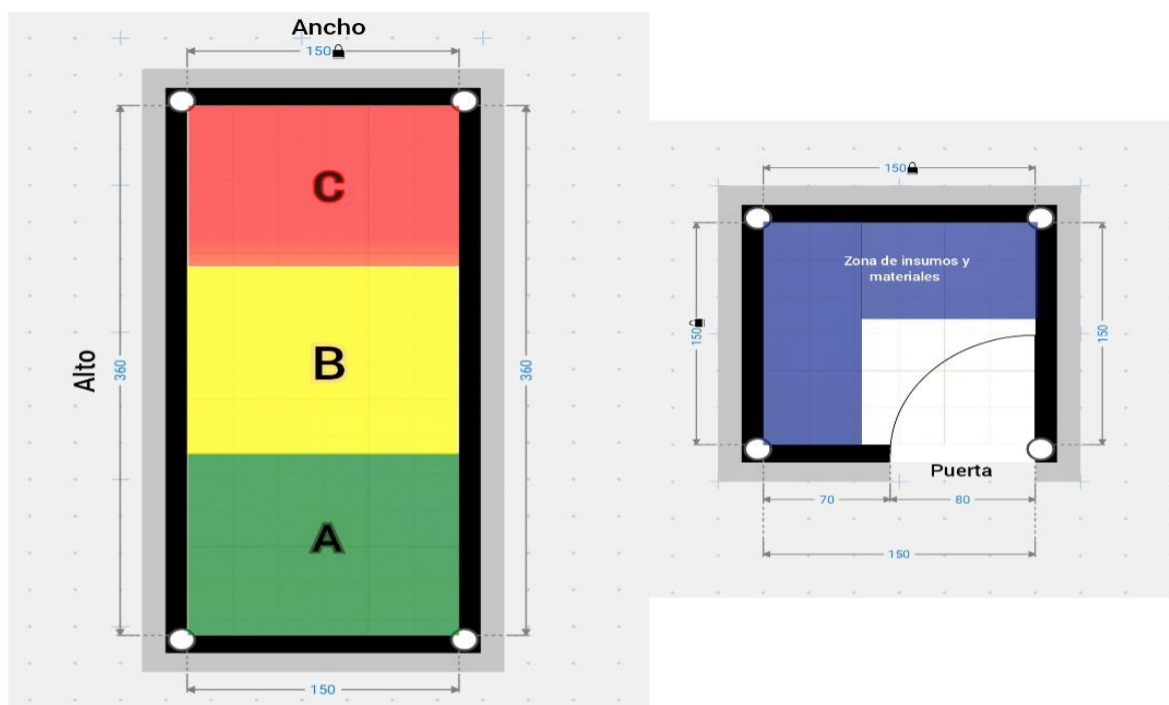 Ancho
150
C
B
A
Alto
360
360
150
150
Zona de insumos y
materiales
150
150
Puerta
70
80
150